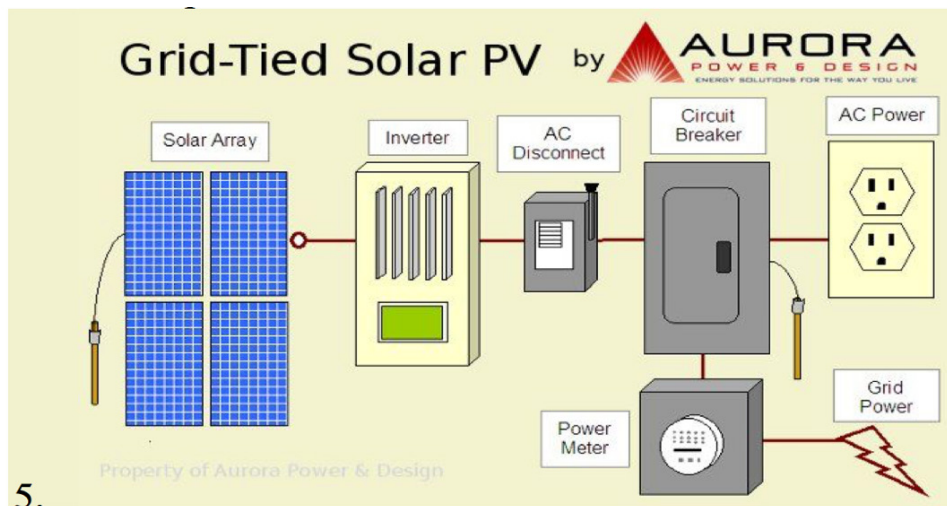 Grid-Tied Solar PV by AURORA
POWER & DESIGN
ENERGY SOLUTIONS FOR THE WAY YOU LIVE
Solar Array
Inverter
AC
Disconnect
Circuit
Breaker
AC Power
Power
Meter
Grid
Power
Property of Aurora Power & Design
5.